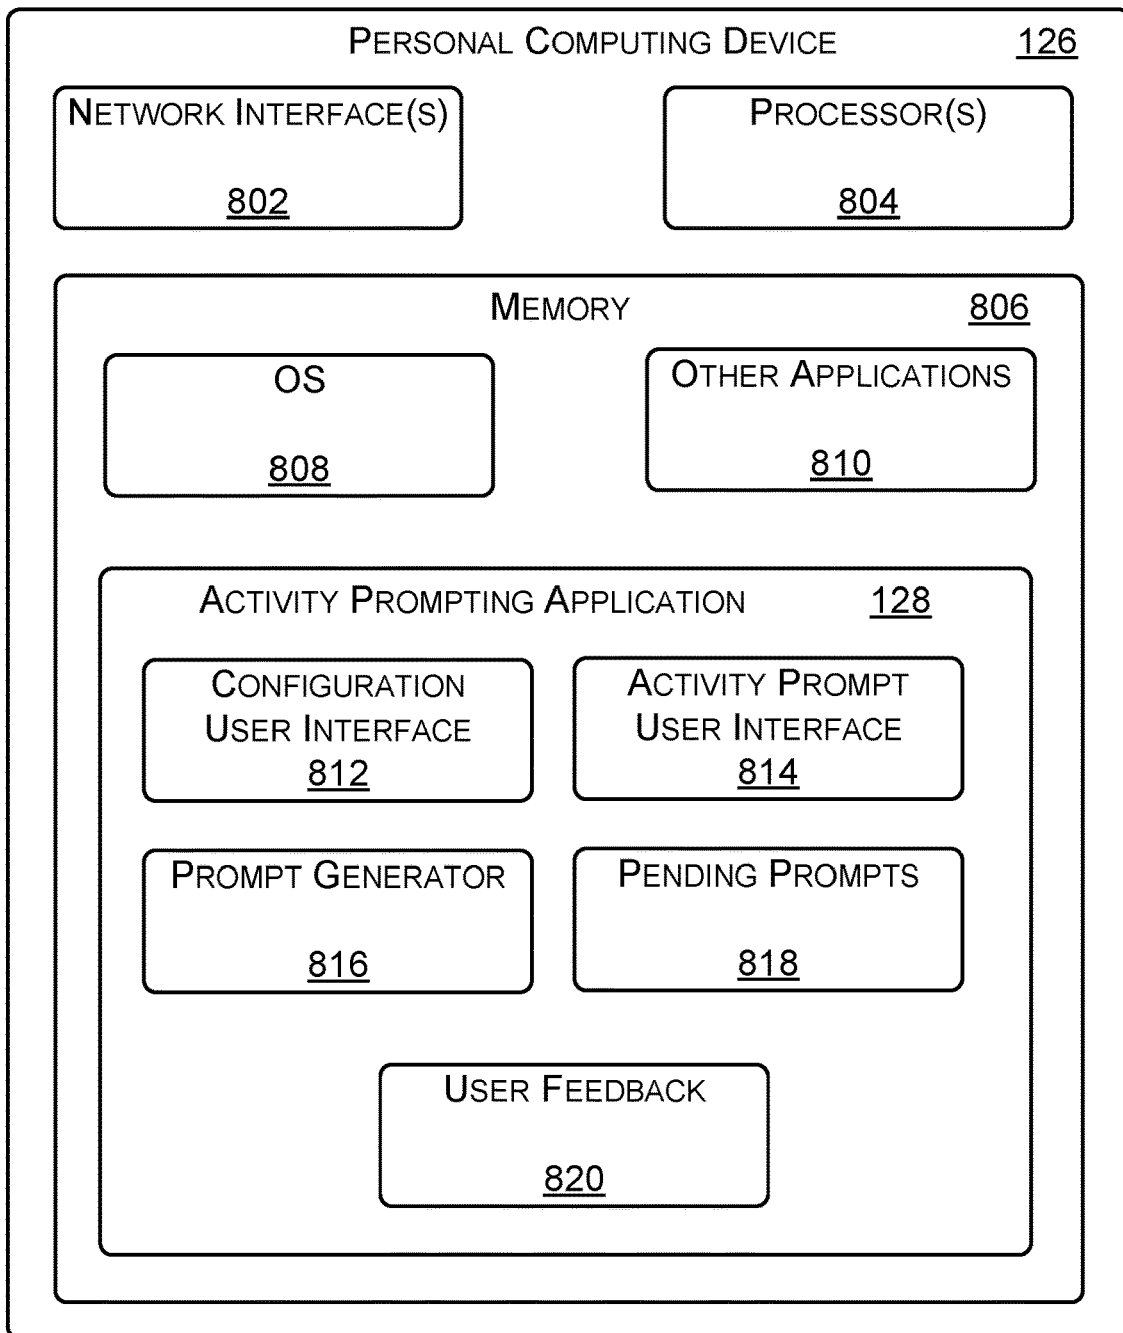 PERSONAL COMPUTING DEVICE 126
NETWORK INTERFACE(S)
802
PROCESSOR(S)
804
MEMORY 806
OS
808
OTHER APPLICATIONS
810
ACTIVITY PROMPTING APPLICATION 128
CONFIGURATION
USER INTERFACE
812
ACTIVITY PROMPT
USER INTERFACE
814
PROMPT GENERATOR
816
PENDING PROMPTS
818
USER FEEDBACK
820